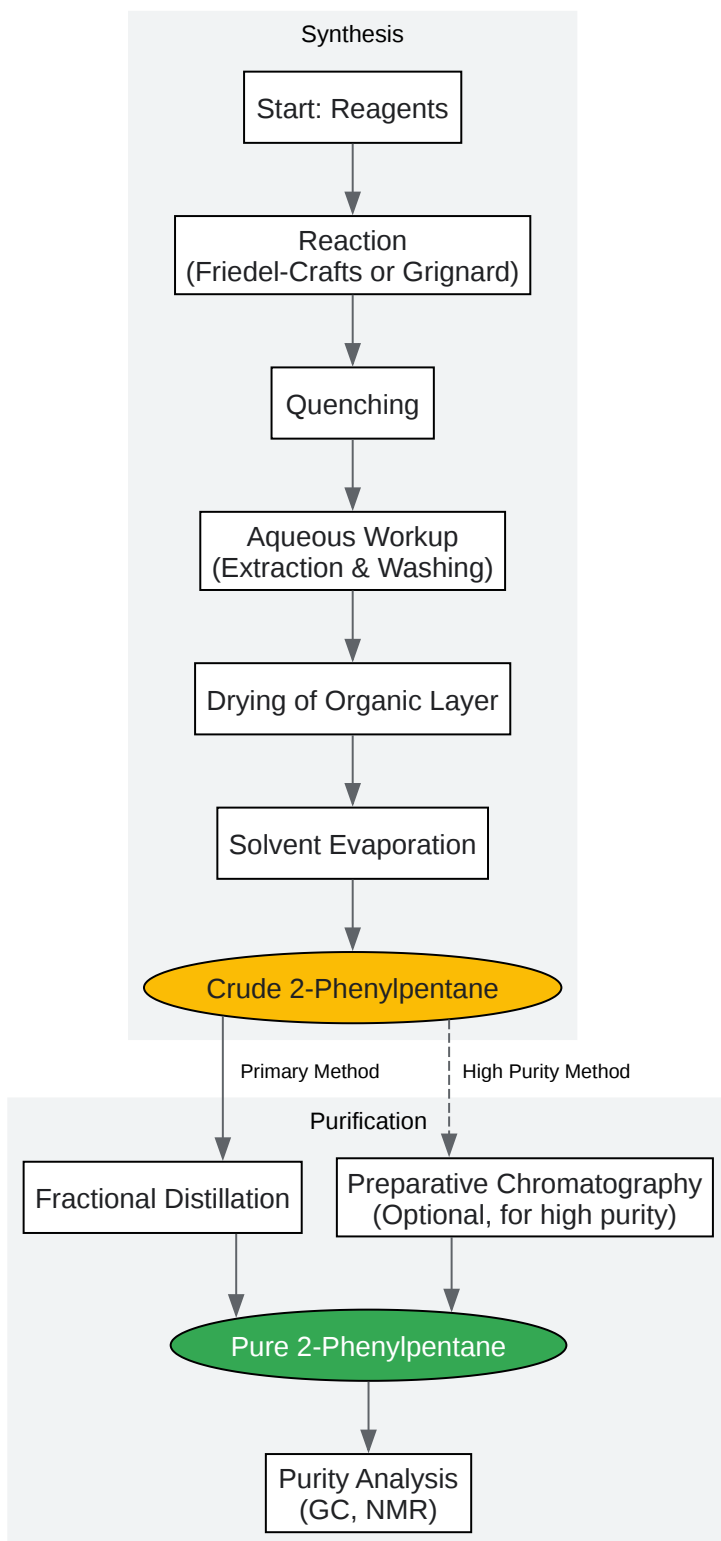 Synthesis
Start: Reagents
Reaction
(Friedel-Crafts or Grignard)
Quenching
Aqueous Workup
(Extraction & Washing)
Drying of Organic Layer
Solvent Evaporation
Crude 2-Phenylpentane
Primary Method
High Purity Method
Purification
Fractional Distillation
Preparative Chromatography
(Optional, for high purity)
Pure 2-Phenylpentane
Purity Analysis
(GC, NMR)